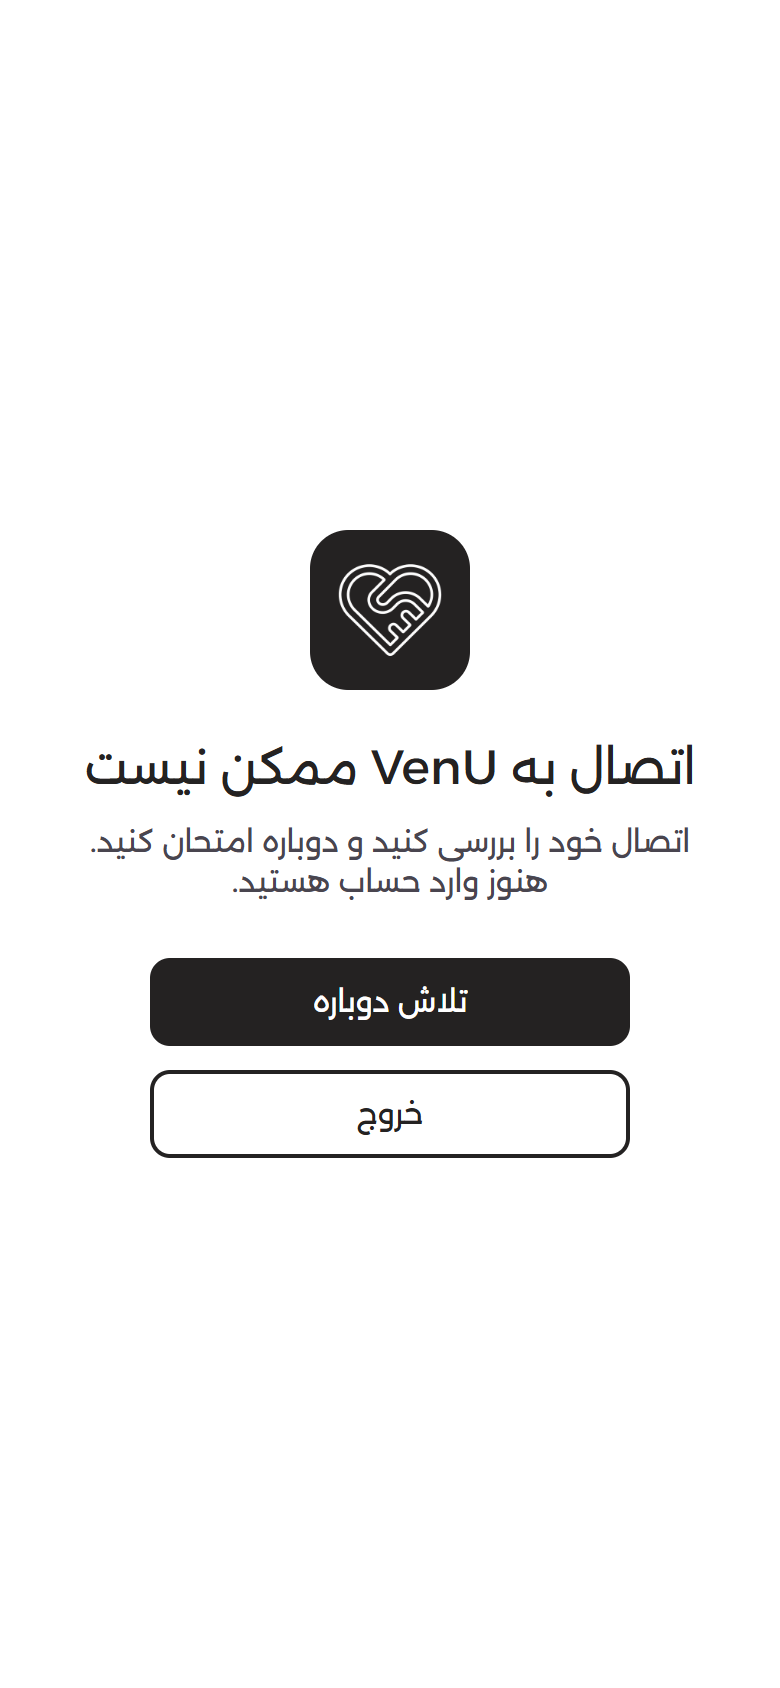 اتصال به VenU ممکن نیست
اتصال خود را بررسی کنید و دوباره امتحان کنید.
هنوز وارد حساب هستید.
تلاش دوباره
خروج